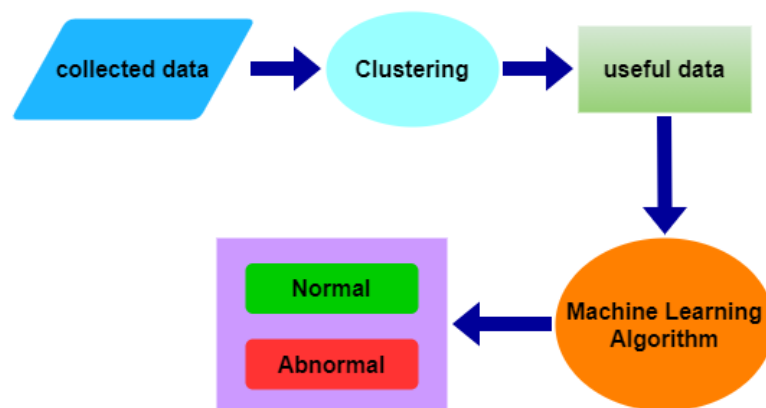 collected data
Clustering
useful data
Machine Learning
Algorithm
Normal
Abnormal